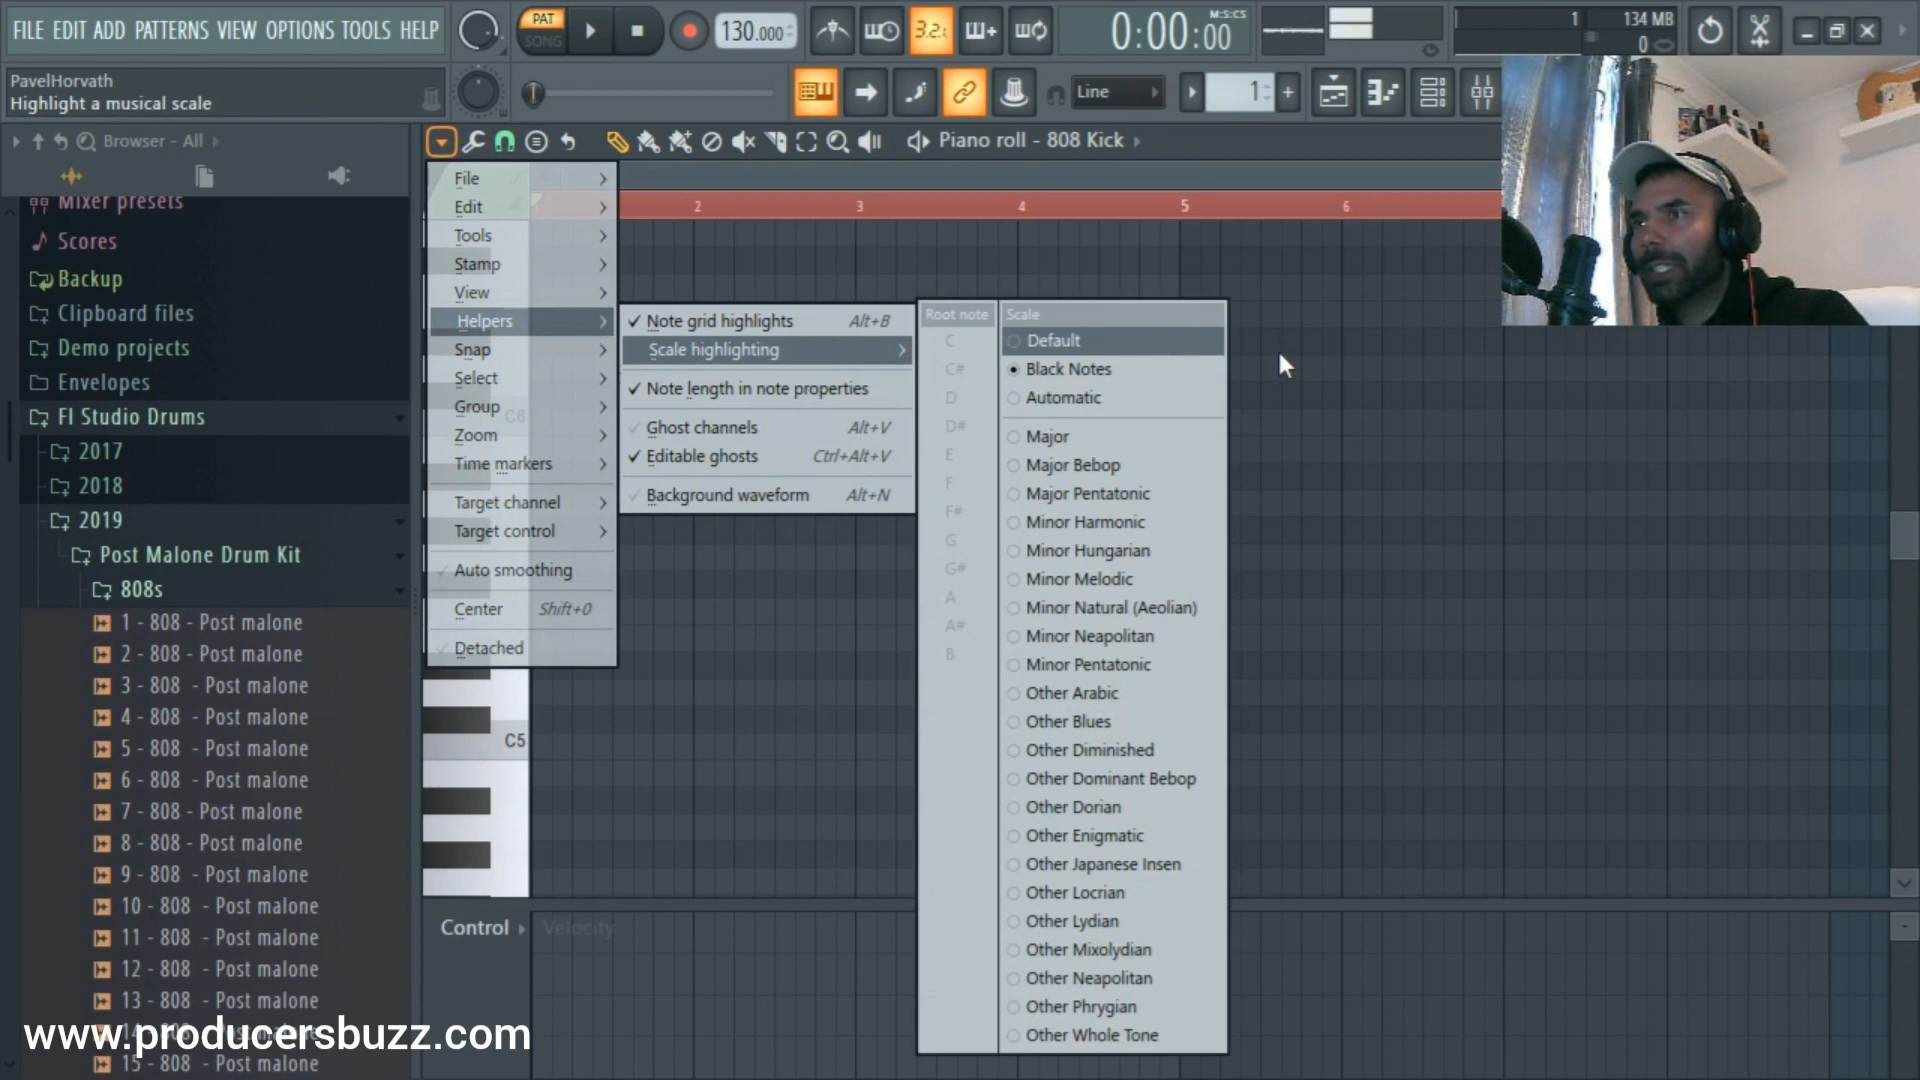 FILE EDIT ADD PATTERNS VIEW OPTIONS TOOLS HELP
PAT
SONG
130.000
3.2.1
0:00:00
M:S:CS
1
134 MB
0
PavelHorvath
Highlight a musical scale
Line
1
Browser - All
Piano roll - 808 Kick
Mixer presets
Scores
Backup
Clipboard files
Demo projects
Envelopes
Fl Studio Drums
2017
2018
2019
Post Malone Drum Kit
808s
1 - 808 - Post malone
2 - 808 - Post malone
3 - 808 - Post malone
4 - 808 - Post malone
5 - 808 - Post malone
6 - 808 - Post malone
7 - 808 - Post malone
8 - 808 - Post malone
9 - 808 - Post malone
10 - 808 - Post malone
11 - 808 - Post malone
12 - 808 - Post malone
13 - 808 - Post malone
15 - 808 - Post malone
www.producersbuzz.com
2 3 4 5 6
File
Edit
Tools
Stamp
View
Helpers
Snap
Select
Group
Zoom
Time markers
Target channel
Target control
Auto smoothing
Center Shift+0
Detached
C6
C5
Note grid highlights Alt+B
Scale highlighting
Note length in note properties
Ghost channels Alt+V
Editable ghosts Ctrl+Alt+V
Background waveform Alt+N
Root note
C
C#
D
D#
E
F
F#
G
G#
A
A#
B
Scale
Default
Black Notes
Automatic
Major
Major Bebop
Major Pentatonic
Minor Harmonic
Minor Hungarian
Minor Melodic
Minor Natural (Aeolian)
Minor Neapolitan
Minor Pentatonic
Other Arabic
Other Blues
Other Diminished
Other Dominant Bebop
Other Dorian
Other Enigmatic
Other Japanese Insen
Other Locrian
Other Lydian
Other Mixolydian
Other Neapolitan
Other Phrygian
Other Whole Tone
Control
Velocity